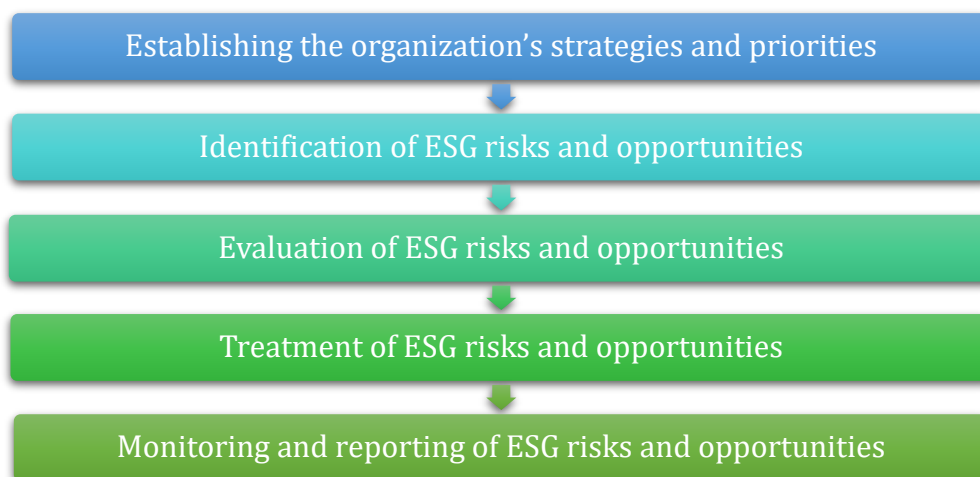 Establishing the organization’s strategies and priorities
Identification of ESG risks and opportunities
Evaluation of ESG risks and opportunities
Treatment of ESG risks and opportunities
Monitoring and reporting of ESG risks and opportunities